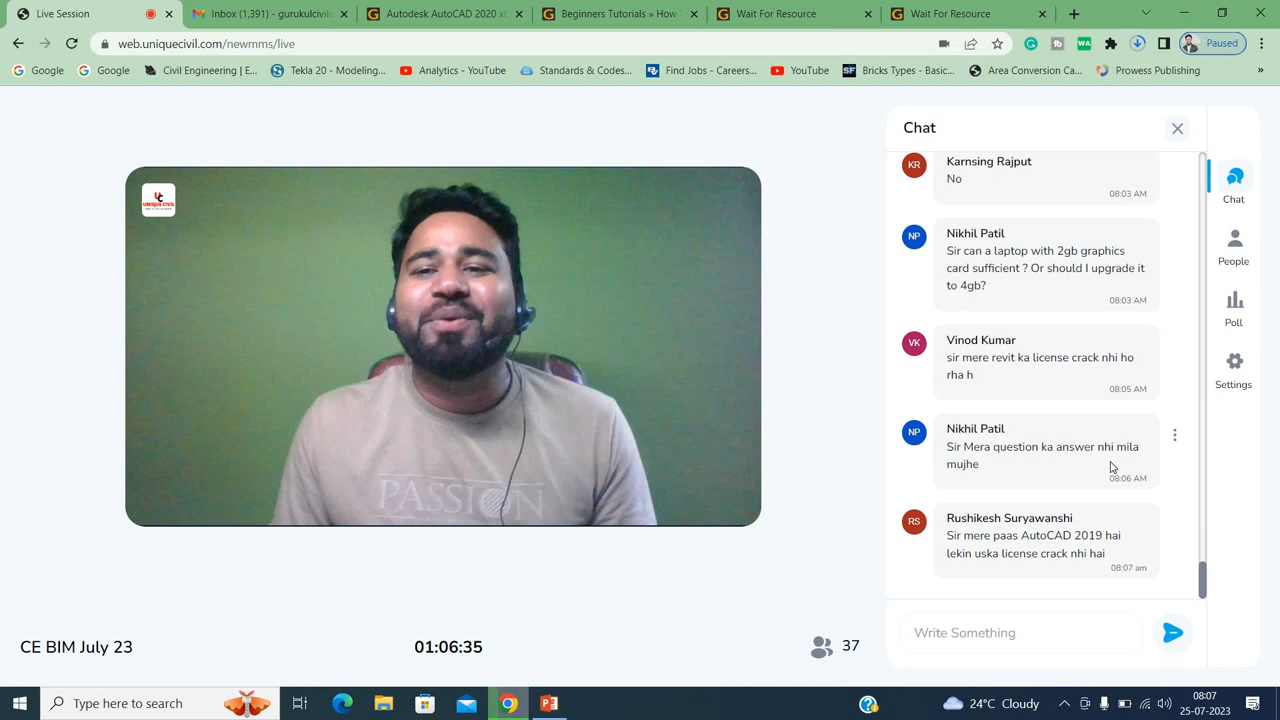 Live Session
Inbox (1,391) - gurukulcivil
Autodesk AutoCAD 2020 x
Beginners Tutorials » How T
Wait For Resource
Wait For Resource
web.uniquecivil.com/newmms/live
Paused
Google
Google
Civil Engineering | E...
Tekla 20 - Modeling...
Analytics - YouTube
Standards & Codes...
Find Jobs - Careers...
YouTube
Bricks Types - Basic...
Area Conversion Ca...
Prowess Publishing
Chat
UNIQUE CIVIL
KR
Karnsing Rajput
No
08:03 AM
NP
Nikhil Patil
Sir can a laptop with 2gb graphics
card sufficient ? Or should I upgrade it
to 4gb?
08:03 AM
VK
Vinod Kumar
sir mere revit ka license crack nhi ho
rha h
08:05 AM
NP
Nikhil Patil
Sir Mera question ka answer nhi mila
mujhe
08:06 AM
RS
Rushikesh Suryawanshi
Sir mere paas AutoCAD 2019 hai
lekin uska license crack nhi hai
08:07 am
Write Something
Chat
People
Poll
Settings
PASSION
CE BIM July 23
01:06:35
37
Type here to search
24°C Cloudy
08:07
25-07-2023